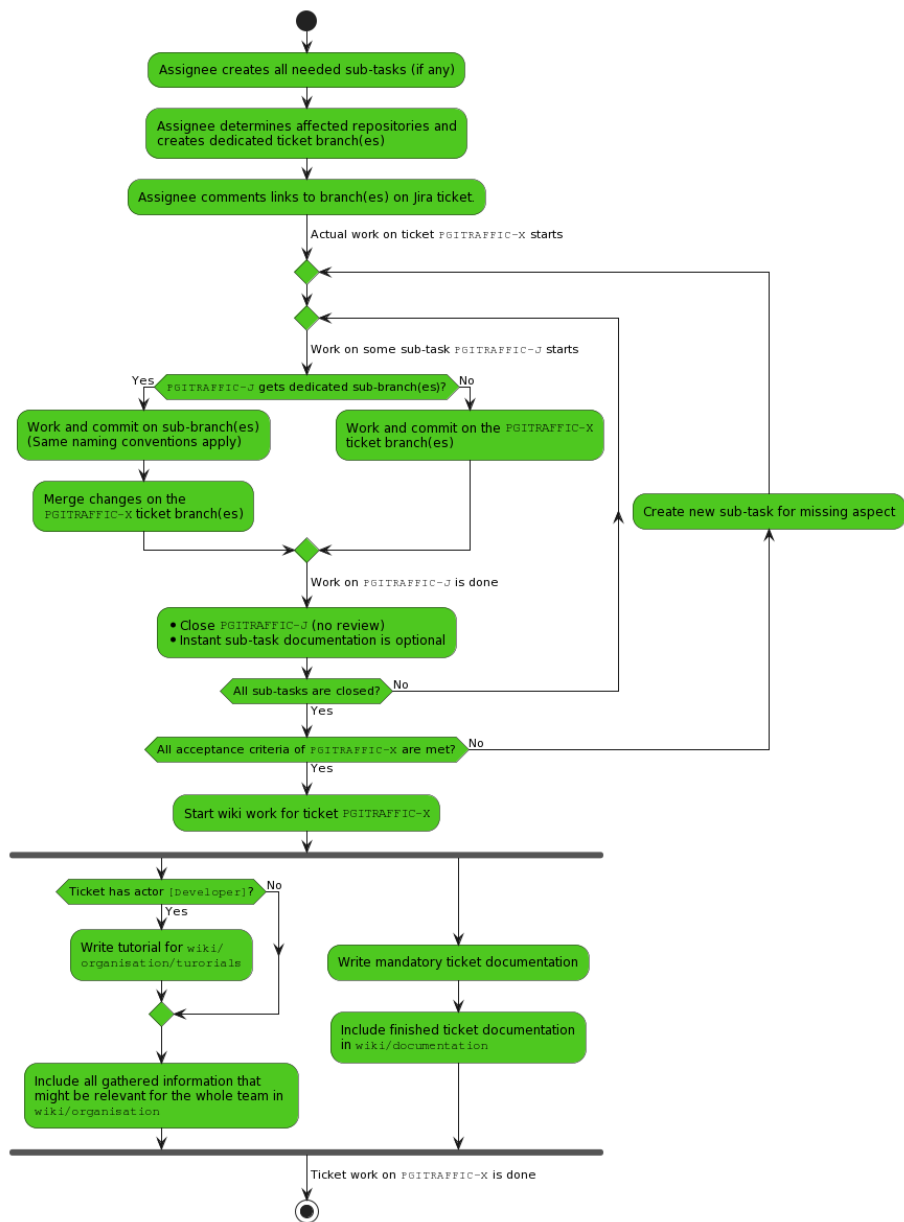 Assignee creates all needed sub-tasks (if any)
Assignee determines affected repositories and
creates dedicated ticket branch(es)
Assignee comments links to branch(es) on Jira ticket.
Actual work on ticket PGITRAFFIC-X starts
Work on some sub-task PGITRAFFIC-J starts
Yes
PGITRAFFIC-J gets dedicated sub-branch(es)?
No
Work and commit on sub-branch(es)
(Same naming conventions apply)
Work and commit on the PGITRAFFIC-X
ticket branch(es)
Merge changes on the
PGITRAFFIC-X ticket branch(es)
Create new sub-task for missing aspect
Work on PGITRAFFIC-J is done
• Close PGITRAFFIC-J (no review)
• Instant sub-task documentation is optional
All sub-tasks are closed?
No
Yes
All acceptance criteria of PGITRAFFIC-X are met?
No
Yes
Start wiki work for ticket PGITRAFFIC-X
Ticket has actor [Developer]?
No
Yes
Write tutorial for wiki/
organisation/turorials
Write mandatory ticket documentation
Include finished ticket documentation
in wiki/documentation
Include all gathered information that
might be relevant for the whole team in
wiki/organisation
Ticket work on PGITRAFFIC-X is done